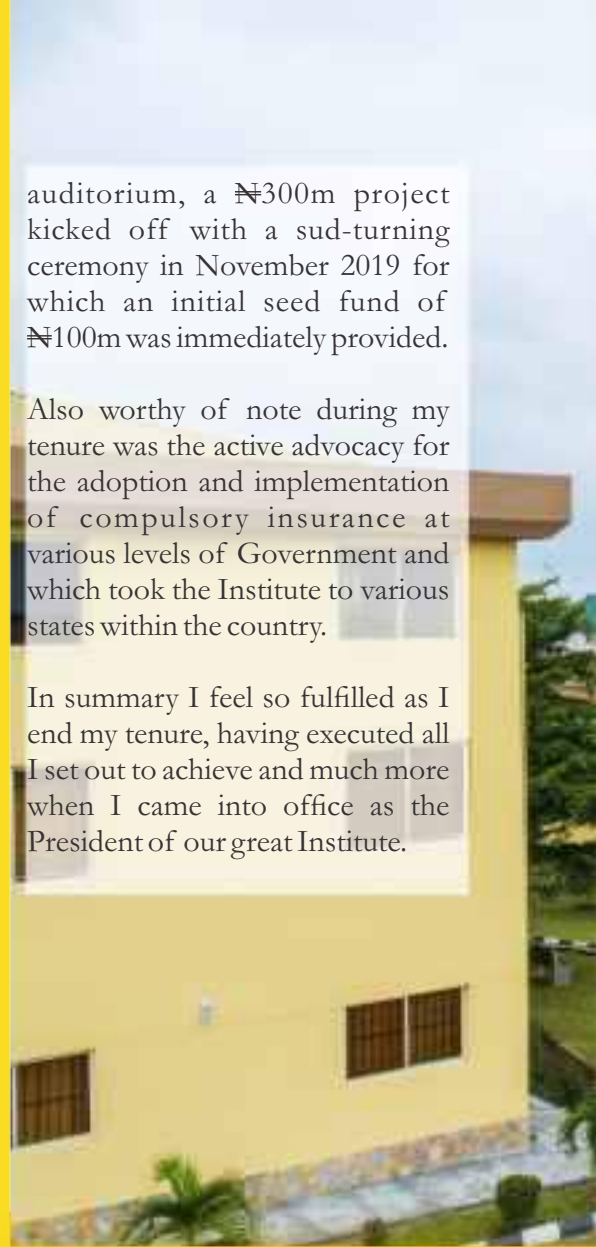 auditorium, a ₦300m project
kicked off with a sud-turning
ceremony in November 2019 for
which an initial seed fund of
₦100m was immediately provided.
Also worthy of note during my
tenure was the active advocacy for
the adoption and implementation
of compulsory insurance at
various levels of Government and
which took the Institute to various
states within the country.
In summary I feel so fulfilled as I
end my tenure, having executed all
I set out to achieve and much more
when I came into office as the
President of our great Institute.